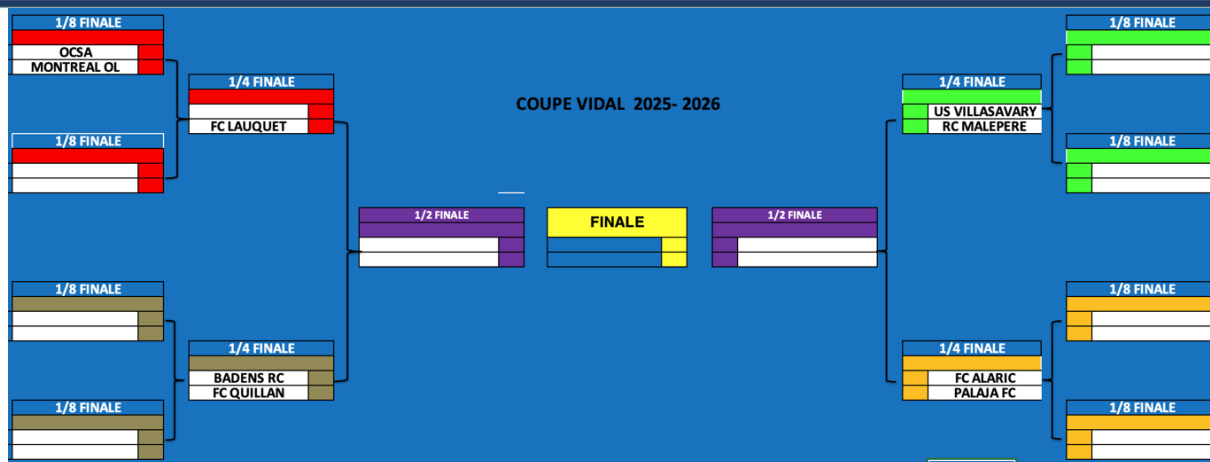 1/8 FINALE
OCSA
MONTREAL OL
1/4 FINALE
FC LAUQUET
1/8 FINALE
COUPE VIDAL 2025- 2026
1/8 FINALE
1/4 FINALE
US VILLASAVARY
RC MALEPERE
1/8 FINALE
1/2 FINALE
FINALE
1/2 FINALE
1/8 FINALE
1/4 FINALE
BADENS RC
FC QUILLAN
1/8 FINALE
1/8 FINALE
1/4 FINALE
FC ALARIC
PALAJA FC
1/8 FINALE